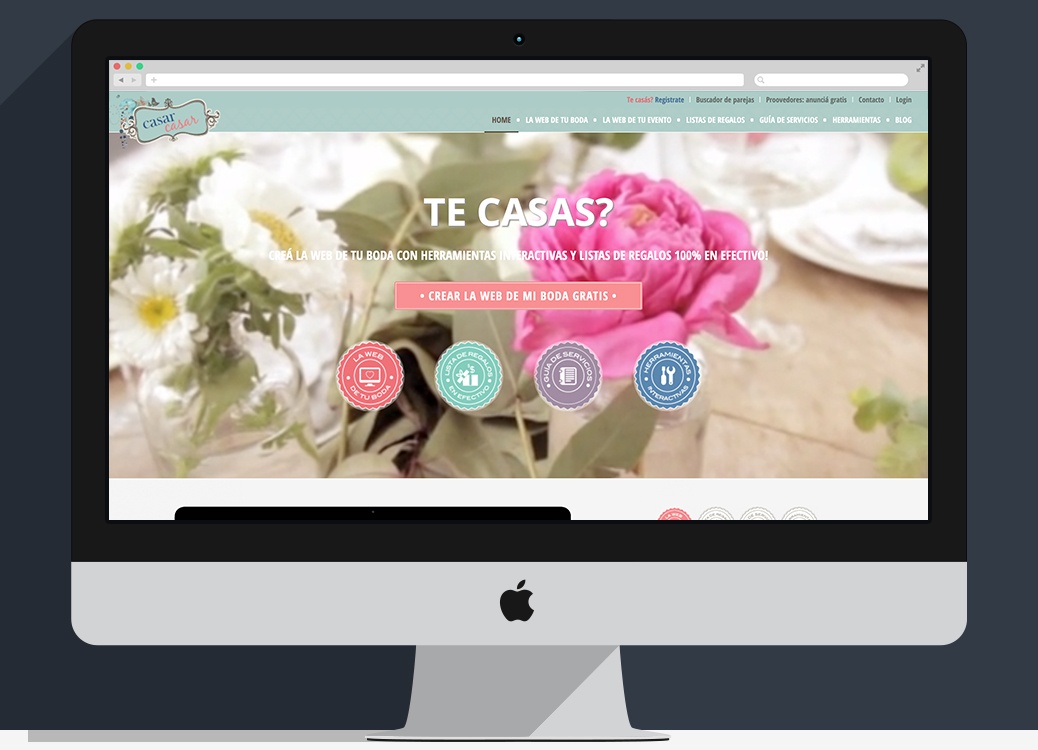 Te casás? Registrate | Buscador de parejas | Proovedores: anunciá gratis | Contacto | Login
casar casar
HOME • LA WEB DE TU BODA • LA WEB DE TU EVENTO • LISTAS DE REGALOS • GUÍA DE SERVICIOS • HERRAMIENTAS • BLOG
TE CASAS?
CREÁ LA WEB DE TU BODA CON HERRAMIENTAS INTERACTIVAS Y LISTAS DE REGALOS 100% EN EFECTIVO!
• CREAR LA WEB DE MI BODA GRATIS •
LA WEB DE TU BODA
LISTA DE REGALOS EN EFECTIVO
GUIA DE SERVICIOS
HERRAMIENTAS INTERACTIVAS